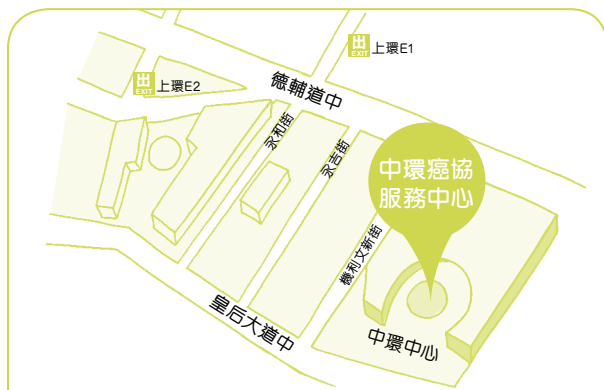 出
EXIT
上環E1
出
EXIT
上環E2
德輔道中
永和街
永吉街
中環癌協
服務中心
機利文新街
皇后大道中
中環中心